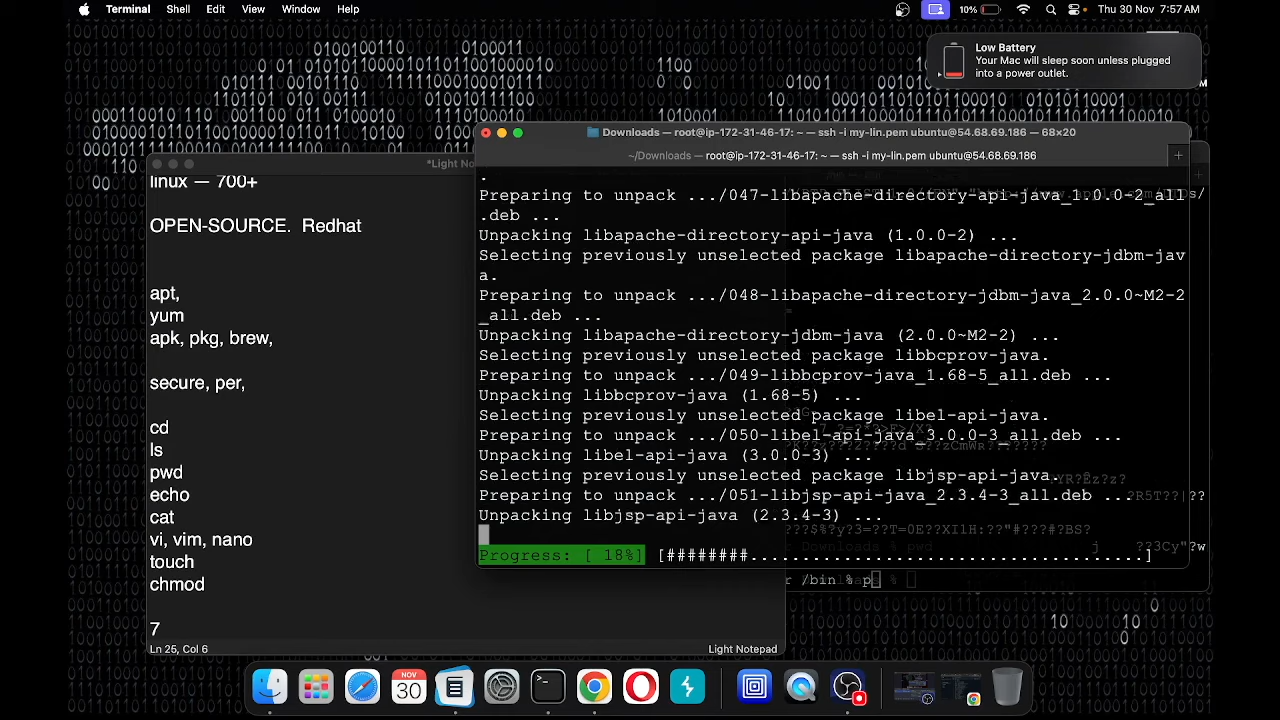 Terminal Shell Edit View Window Help
10% Thu 30 Nov 7:57 AM
Low Battery
Your Mac will sleep soon unless plugged
into a power outlet.
Downloads — root@ip-172-31-46-17: ~ — ssh -i my-lin.pem ubuntu@54.68.69.186 — 68×20
~/Downloads — root@ip-172-31-46-17: ~ — ssh -i my-lin.pem ubuntu@54.68.69.186
.
Preparing to unpack .../047-libapache-directory-api-java_1.0.0-2_all
.deb ...
Unpacking libapache-directory-api-java (1.0.0-2) ...
Selecting previously unselected package libapache-directory-jdbm-jav
a.
Preparing to unpack .../048-libapache-directory-jdbm-java_2.0.0~M2-2
_all.deb ...
Unpacking libapache-directory-jdbm-java (2.0.0~M2-2) ...
Selecting previously unselected package libbcprov-java.
Preparing to unpack .../049-libbcprov-java_1.68-5_all.deb ...
Unpacking libbcprov-java (1.68-5) ...
Selecting previously unselected package libel-api-java.
Preparing to unpack .../050-libel-api-java_3.0.0-3_all.deb ...
Unpacking libel-api-java (3.0.0-3) ...
Selecting previously unselected package libjsp-api-java.
Preparing to unpack .../051-libjsp-api-java_2.3.4-3_all.deb ...
Unpacking libjsp-api-java (2.3.4-3) ...
Progress: [ 18%] [########..........................................]
r /bin % p
*Light No
linux — 700+
OPEN-SOURCE. Redhat
apt,
yum
apk, pkg, brew,
secure, per,
cd
ls
pwd
echo
cat
vi, vim, nano
touch
chmod
7
Ln 25, Col 6
Light Notepad
NOV
30